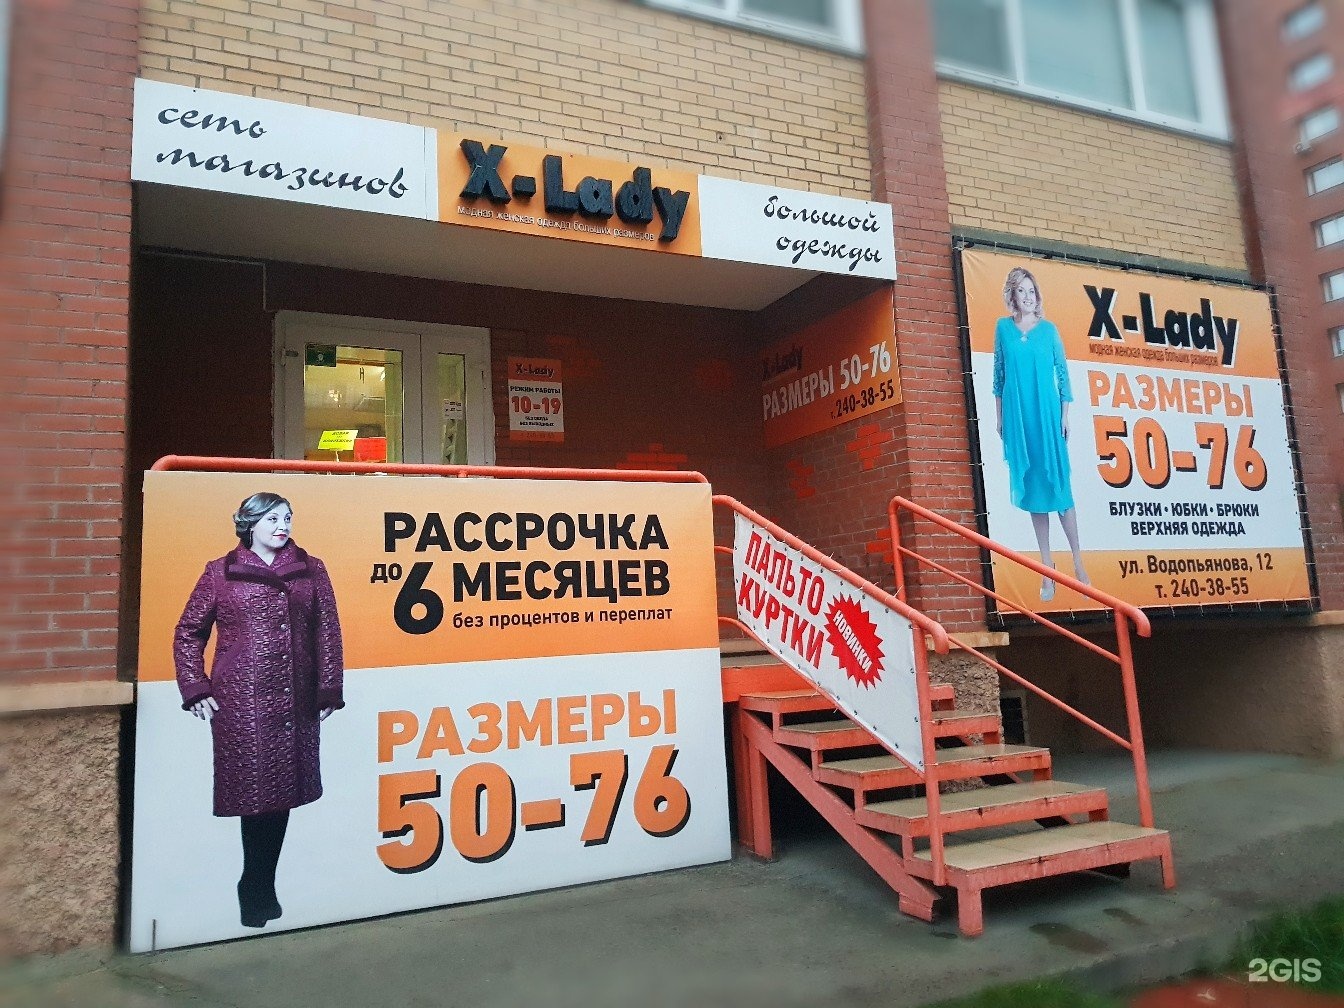 сеть
магазинов
X-Lady
модная женская одежда больших размеров
большой
одежды
X-Lady
РЕЖИМ РАБОТЫ
10-19
X-Lady
РАЗМЕРЫ 50-76
т. 240-38-55
X-Lady
модная женская одежда больших размеров
РАЗМЕРЫ
50-76
БЛУЗКИ • ЮБКИ • БРЮКИ
ВЕРХНЯЯ ОДЕЖДА
ул. Водопьянова, 12
т. 240-38-55
РАССРОЧКА
до 6 МЕСЯЦЕВ
без процентов и переплат
РАЗМЕРЫ
50-76
ПАЛЬТО
КУРТКИ
НОВИНКИ
2GIS